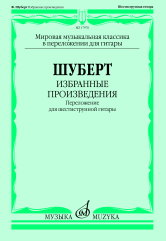 Ф. Шуберт Избранные произведения Шестиструнная гитара
Мировая музыкальная классика
в переложении для гитары
ШУБЕРТ
ИЗБРАННЫЕ
ПРОИЗВЕДЕНИЯ
Переложение
для шестиструнной гитары
МУЗЫКА MUZYKA